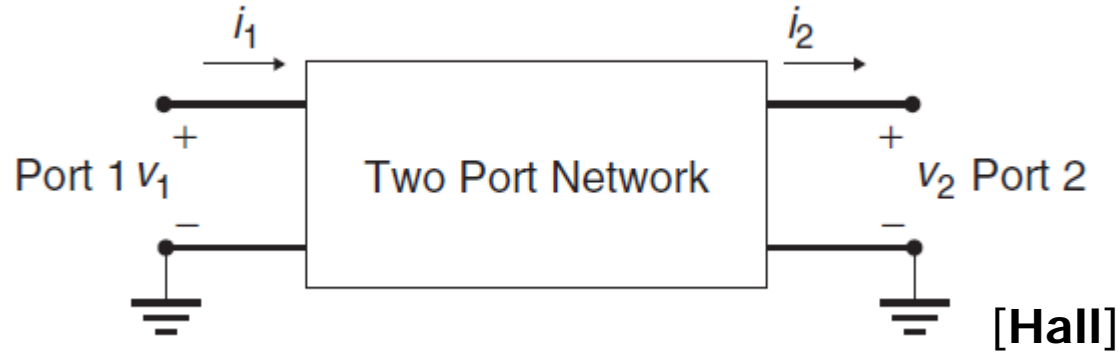 i₁ i₂
+ +
Port 1 v₁ Two Port Network v₂ Port 2
− −
[Hall]